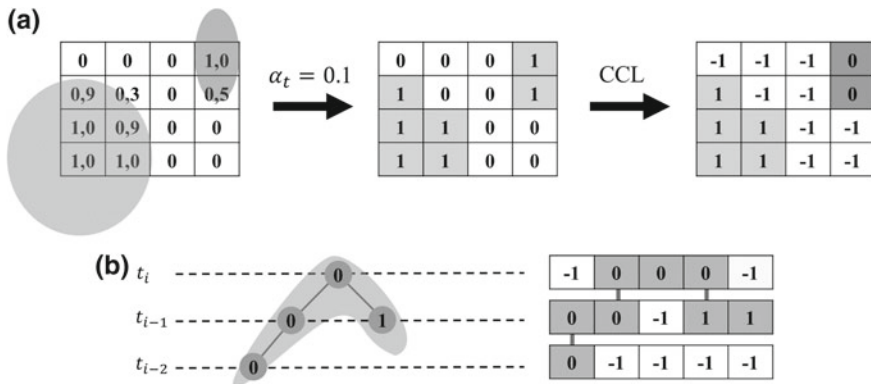 (a)
0 0 0 1,0 0 0 0 1 -1 -1 -1 0
0,9 0,3 0 0,5 αₜ = 0.1 1 0 0 1 CCL 1 -1 -1 0
1,0 0,9 0 0 1 1 0 0 1 1 -1 -1
1,0 1,0 0 0 1 1 0 0 1 1 -1 -1
(b)
tᵢ 0 -1 0 0 0 -1
tᵢ₋₁ 0 1 0 0 -1 1 1
tᵢ₋₂ 0 0 -1 -1 -1 -1